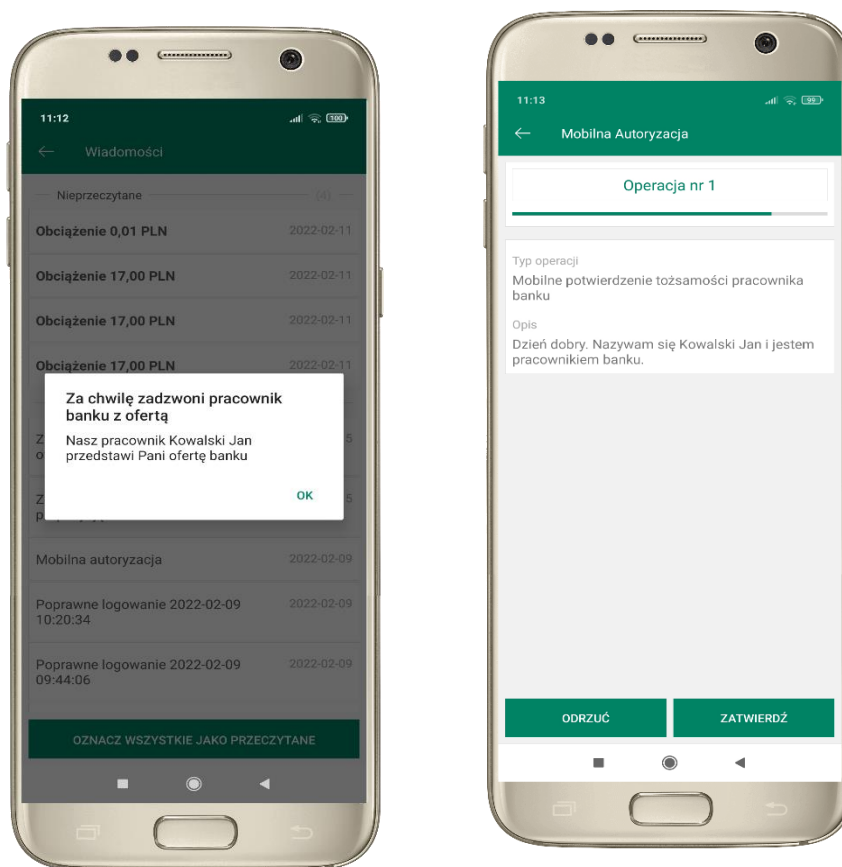 11:12
100
Wiadomości
Nieprzeczytane
(4)
Obciążenie 0,01 PLN 2022-02-11
Obciążenie 17,00 PLN 2022-02-11
Obciążenie 17,00 PLN 2022-02-11
Obciążenie 17,00 PLN 2022-02-11
Za chwilę zadzwoni pracownik
banku z ofertą
Nasz pracownik Kowalski Jan
przedstawi Pani ofertę banku
OK
Mobilna autoryzacja 2022-02-09
Poprawne logowanie 2022-02-09 2022-02-09
10:20:34
Poprawne logowanie 2022-02-09 2022-02-09
09:44:06
OZNACZ WSZYSTKIE JAKO PRZECZYTANE
11:13
99
Mobilna Autoryzacja
Operacja nr 1
Typ operacji
Mobilne potwierdzenie tożsamości pracownika
banku
Opis
Dzień dobry. Nazywam się Kowalski Jan i jestem
pracownikiem banku.
ODRZUĆ ZATWIERDŹ